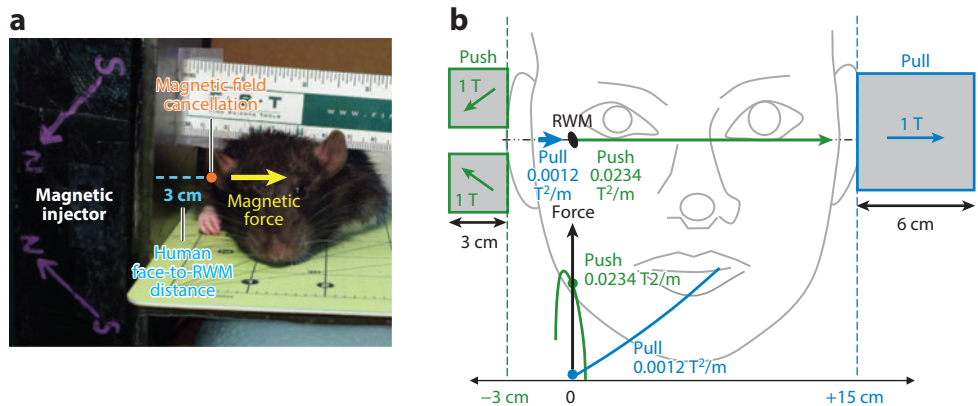 a
S
N
Magnetic field
cancellation
WWW.FI
3 cm
Magnetic
injector
Magnetic
force
Human
face-to-RWM
distance
N
S
b
Push
1 T
1 T
3 cm
RWM
Pull
0.0012
T²/m
Push
0.0234
T²/m
Pull
1 T
6 cm
Force
Push
0.0234 T2/m
Pull
0.0012 T²/m
−3 cm
0
+15 cm